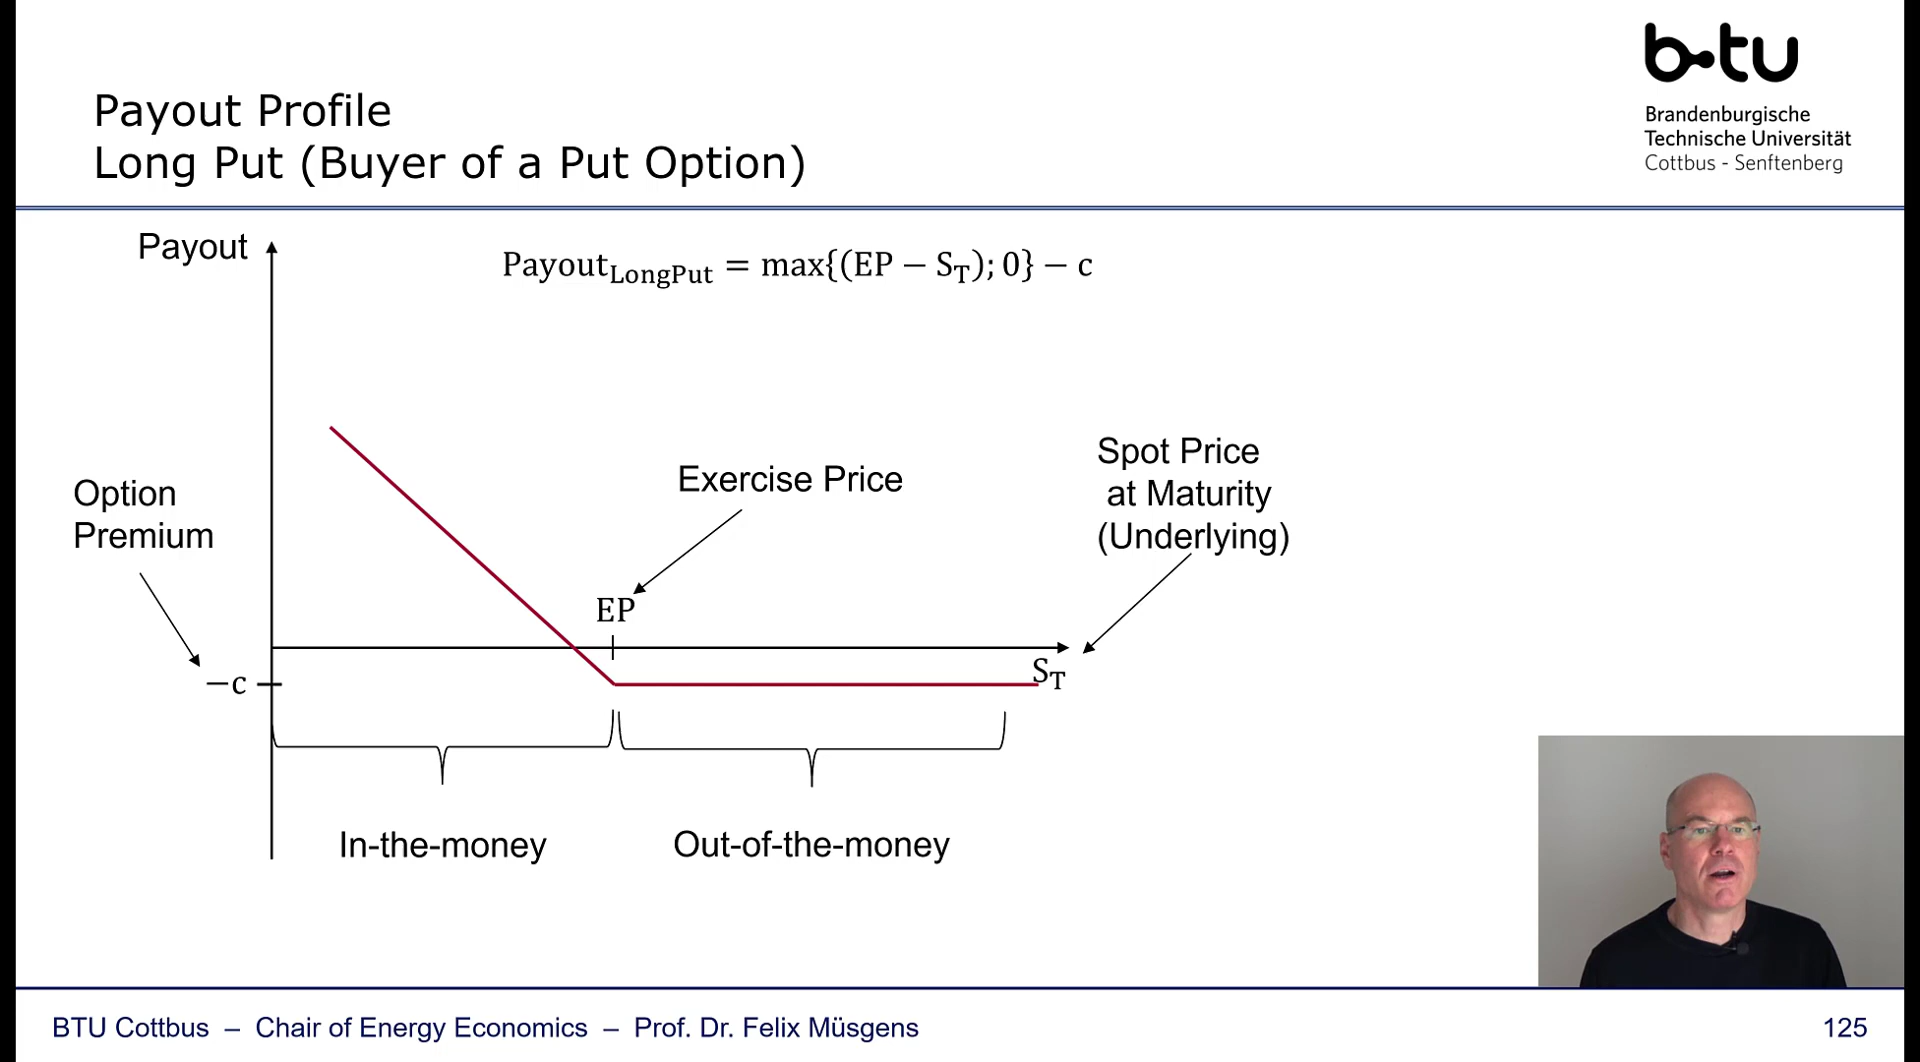 Payout Profile
Long Put (Buyer of a Put Option)
b-tu
Brandenburgische
Technische Universität
Cottbus - Senftenberg
Payout
Payout_LongPut = max{(EP − S_T); 0} − c
Option
Premium
Exercise Price
Spot Price
at Maturity
(Underlying)
EP
S_T
−c
In-the-money
Out-of-the-money
BTU Cottbus – Chair of Energy Economics – Prof. Dr. Felix Müsgens
125